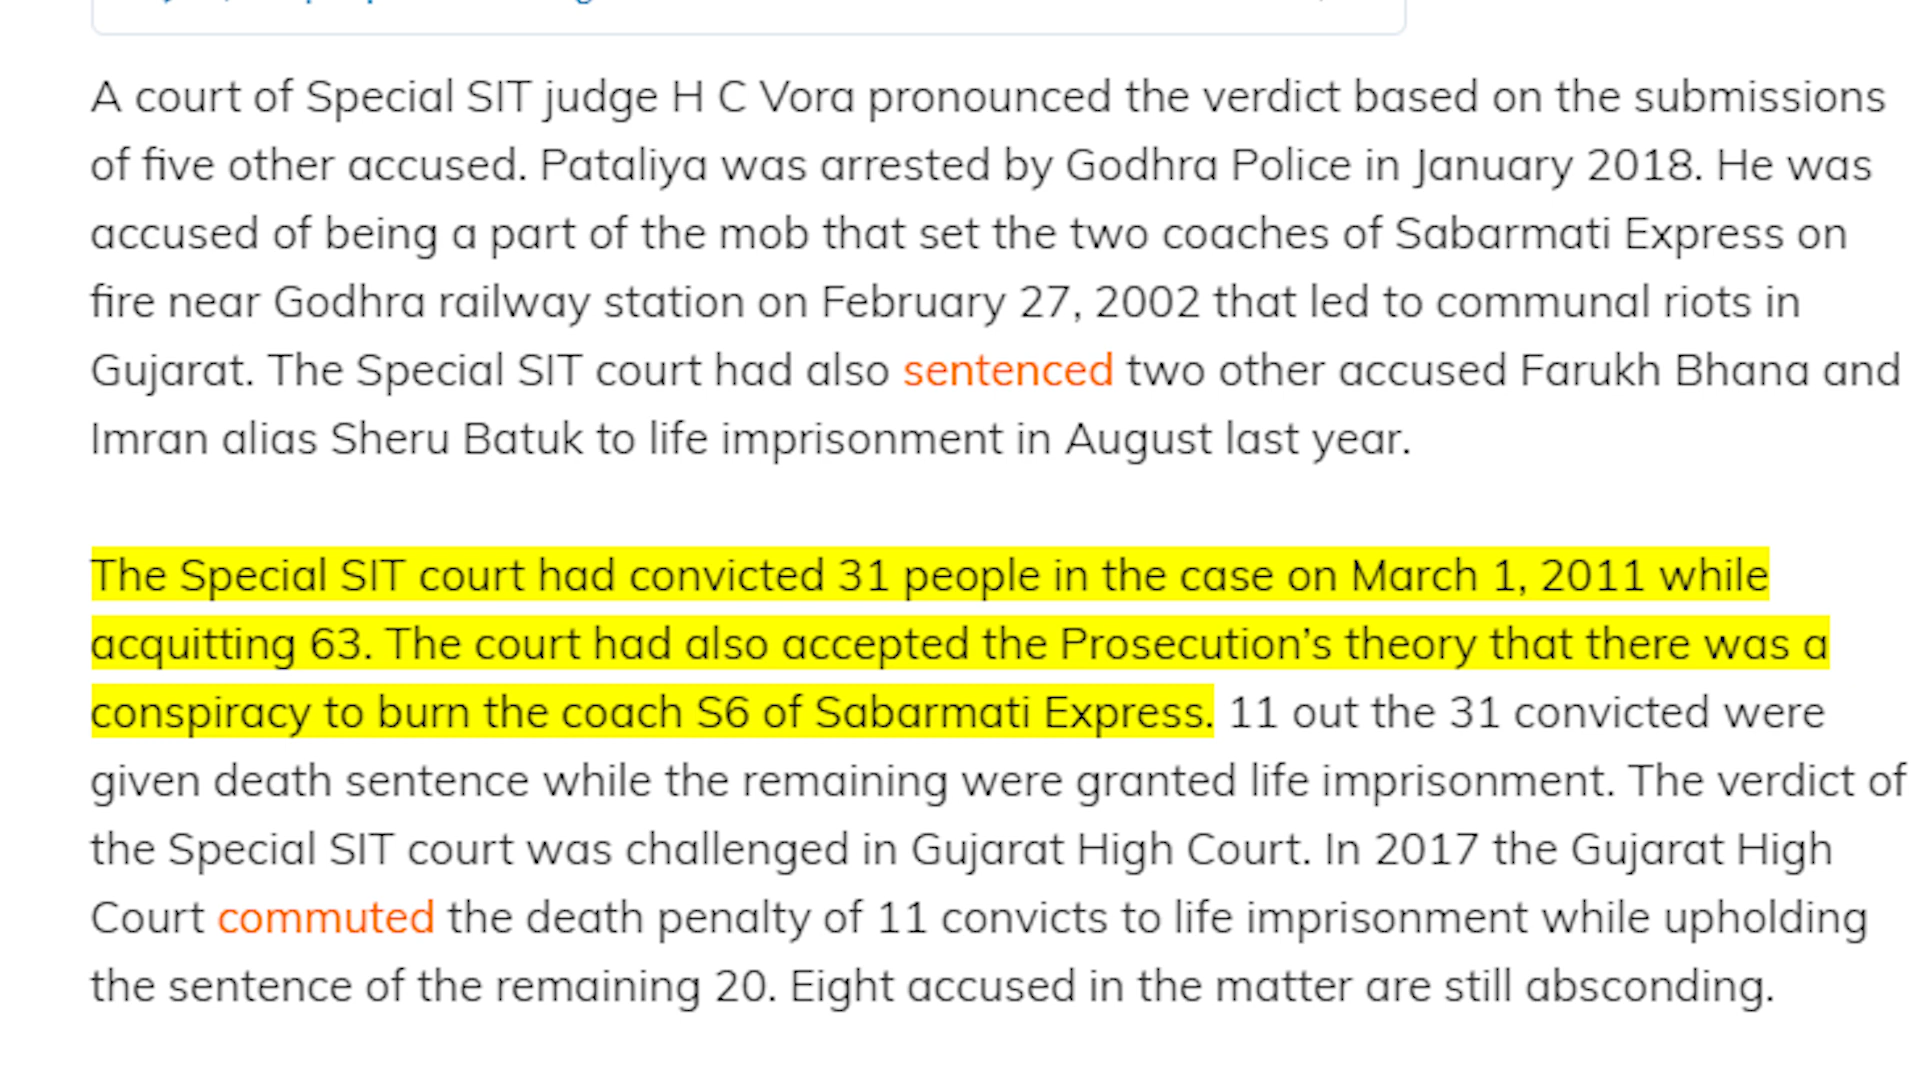 A court of Special SIT judge H C Vora pronounced the verdict based on the submissions
of five other accused. Pataliya was arrested by Godhra Police in January 2018. He was
accused of being a part of the mob that set the two coaches of Sabarmati Express on
fire near Godhra railway station on February 27, 2002 that led to communal riots in
Gujarat. The Special SIT court had also sentenced two other accused Farukh Bhana and
Imran alias Sheru Batuk to life imprisonment in August last year.
The Special SIT court had convicted 31 people in the case on March 1, 2011 while
acquitting 63. The court had also accepted the Prosecution’s theory that there was a
conspiracy to burn the coach S6 of Sabarmati Express. 11 out the 31 convicted were
given death sentence while the remaining were granted life imprisonment. The verdict of
the Special SIT court was challenged in Gujarat High Court. In 2017 the Gujarat High
Court commuted the death penalty of 11 convicts to life imprisonment while upholding
the sentence of the remaining 20. Eight accused in the matter are still absconding.